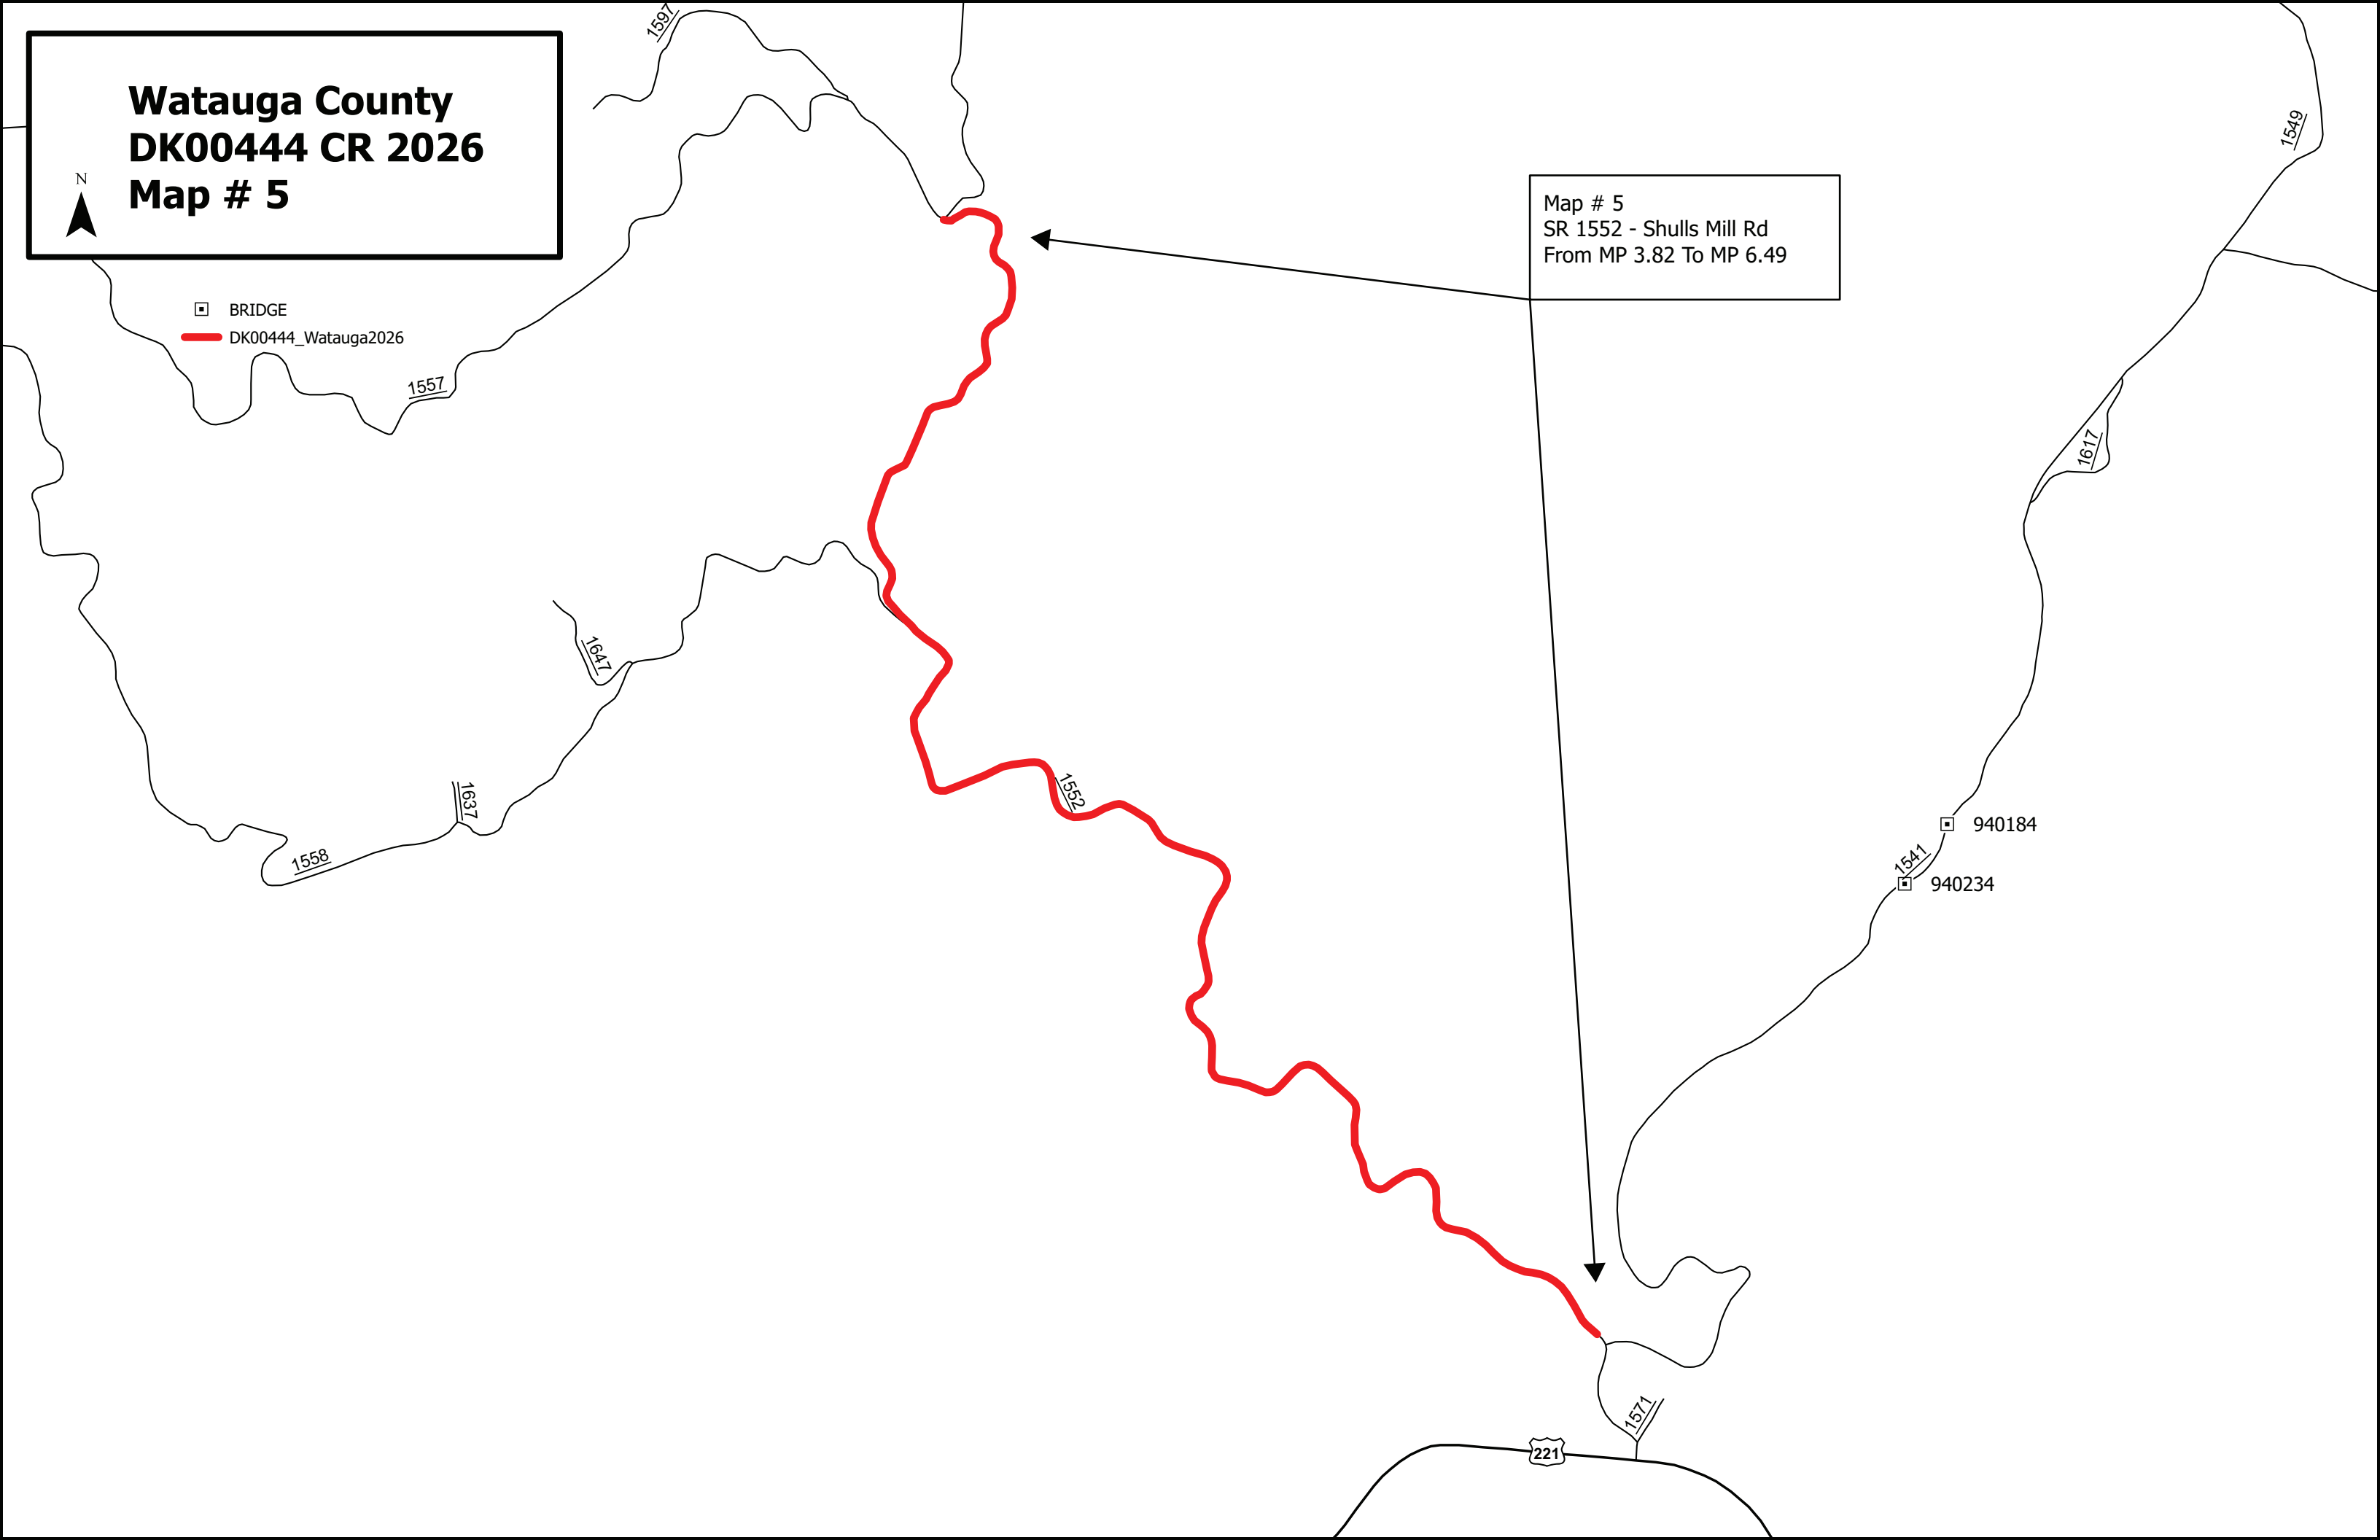 1597
Watauga County
DK00444 CR 2026
Map # 5
N
1549
Map # 5
SR 1552 - Shulls Mill Rd
From MP 3.82 To MP 6.49
BRIDGE
DK00444_Watauga2026
1557
1617
1647
1552
1637
940184
1558
1541
940234
1571
221